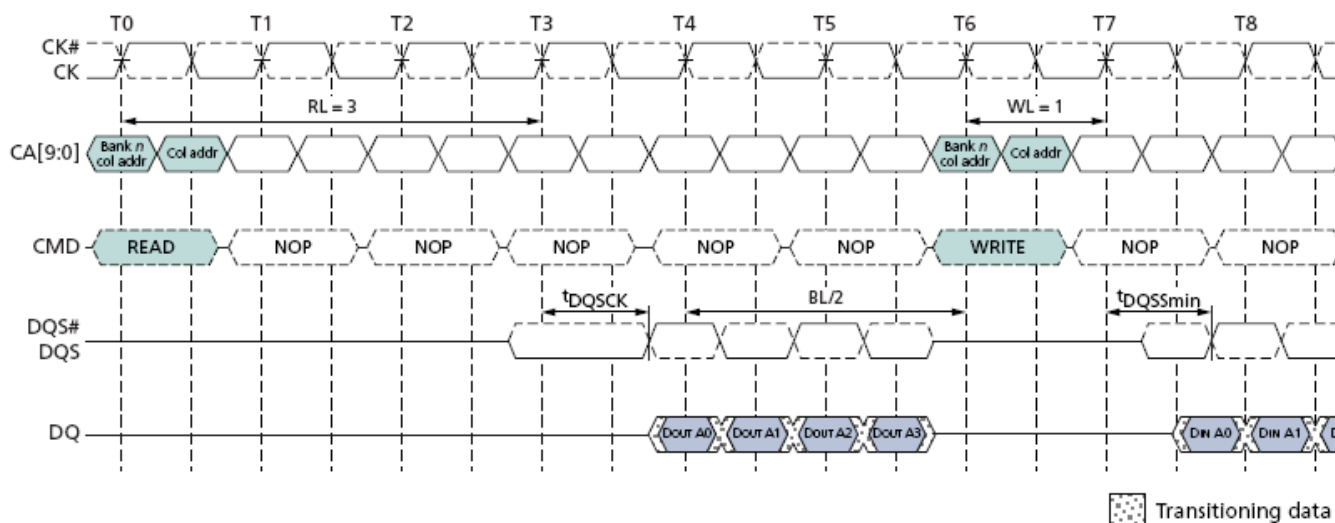 T0 T1 T2 T3 T4 T5 T6 T7 T8
CK#
CK
RL = 3 WL = 1
CA[9:0] Bank n col addr Col addr Bank n col addr Col addr
CMD READ NOP NOP NOP NOP NOP WRITE NOP NOP
tDQSCK BL/2 tDQSSmin
DQS#
DQS
DQ DOUT A0 DOUT A1 DOUT A2 DOUT A3 DIN A0 DIN A1 D
Transitioning data